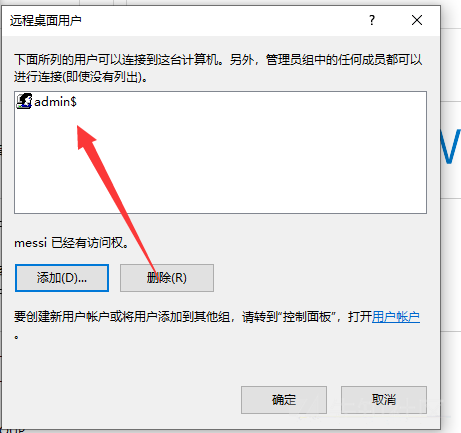 远程桌面用户
下面所列的用户可以连接到这台计算机。另外，管理员组中的任何成员都可以
进行连接(即使没有列出)。
admin$
messi 已经有访问权。
添加(D)... 删除(R)
要创建新用户帐户或将用户添加到其他组，请转到“控制面板”，打开用户帐户
。
确定 取消